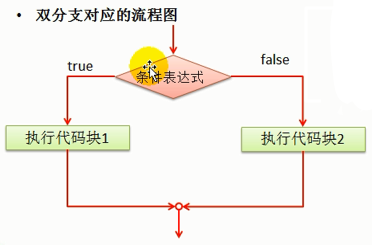 • 双分支对应的流程图
true
false
条件表达式
执行代码块1
执行代码块2